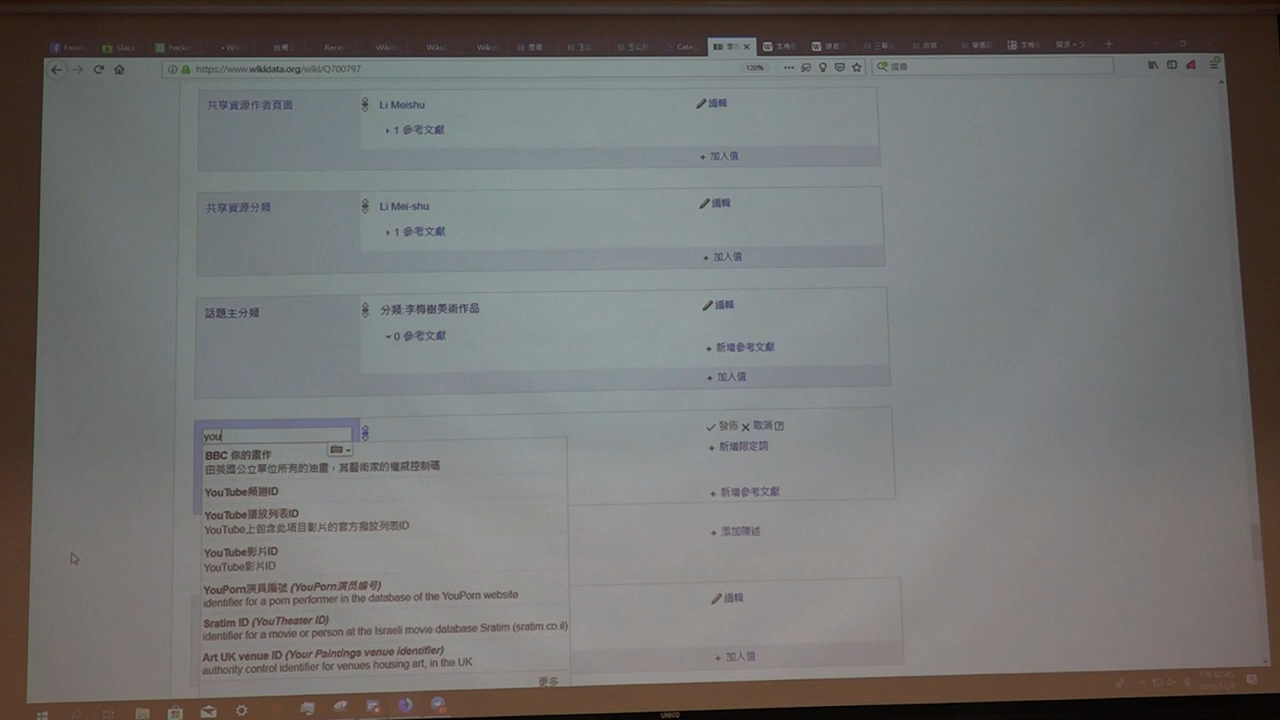 Slack
Cate
https://www.wikidata.org/wiki/Q700797
120%
搜尋
共享資源作者頁面
Li Meishu
編輯
1 參考文獻
+ 加入值
共享資源分類
Li Mei-shu
編輯
1 參考文獻
+ 加入值
話題主分類
分類:李梅樹美術作品
編輯
0 參考文獻
+ 新增參考文獻
+ 加入值
you
發佈 取消
+ 新增限定詞
+ 新增參考文獻
+ 添加陳述
BBC 你的畫作
由英國公立單位所有的油畫,其藝術家的權威控制碼
YouTube頻道ID
YouTube播放列表ID
YouTube上包含此項目影片的官方撥放列表ID
YouTube影片ID
YouTube影片ID
YouPorn演員編號 (YouPorn演员编号)
identifier for a porn performer in the database of the YouPorn website
Sratim ID (YouTheater ID)
identifier for a movie or person at the Israeli movie database Sratim (sratim.co.il)
Art UK venue ID (Your Paintings venue identifier)
authority control identifier for venues housing art, in the UK
更多
編輯
+ 加入值